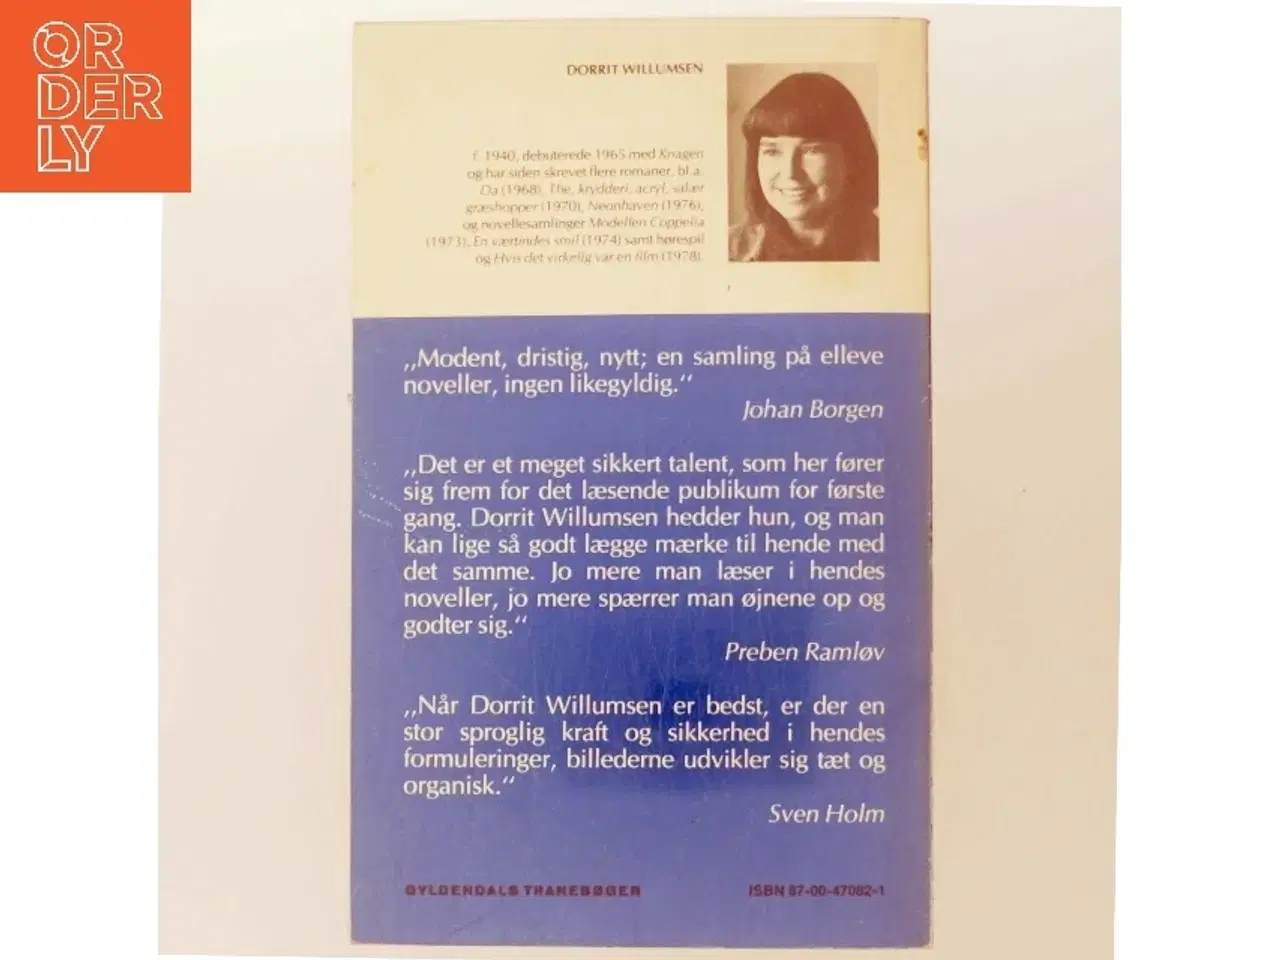 OR
DER
LY
DORRIT WILLUMSEN
f. 1940, debuterede 1965 med Knagen
og har siden skrevet flere romaner, bl.a.
Da (1968), The, krydderi, acryl, salær
græshopper (1970), Neonhaven (1976),
og novellesamlinger Modellen Coppelia
(1973), En værtindes smil (1974) samt hørespil
og Hvis det virkelig var en film (1978).
„Modent, dristig, nytt; en samling på elleve
noveller, ingen likegyldig.“
Johan Borgen
„Det er et meget sikkert talent, som her fører
sig frem for det læsende publikum for første
gang. Dorrit Willumsen hedder hun, og man
kan lige så godt lægge mærke til hende med
det samme. Jo mere man læser i hendes
noveller, jo mere spærrer man øjnene op og
godter sig.“
Preben Ramløv
„Når Dorrit Willumsen er bedst, er der en
stor sproglig kraft og sikkerhed i hendes
formuleringer, billederne udvikler sig tæt og
organisk.“
Sven Holm
GYLDENDALS TRANEBØGER
ISBN 87-00-47082-1